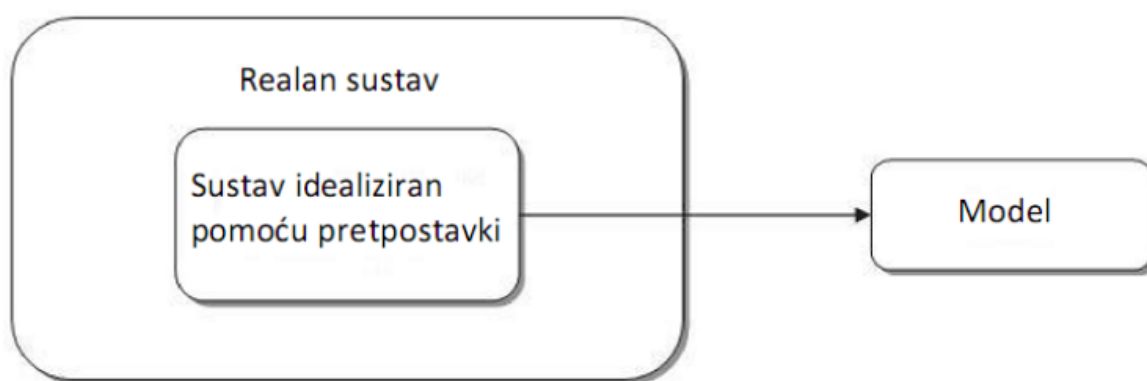 Realan sustav
Sustav idealiziran
pomoću pretpostavki
Model